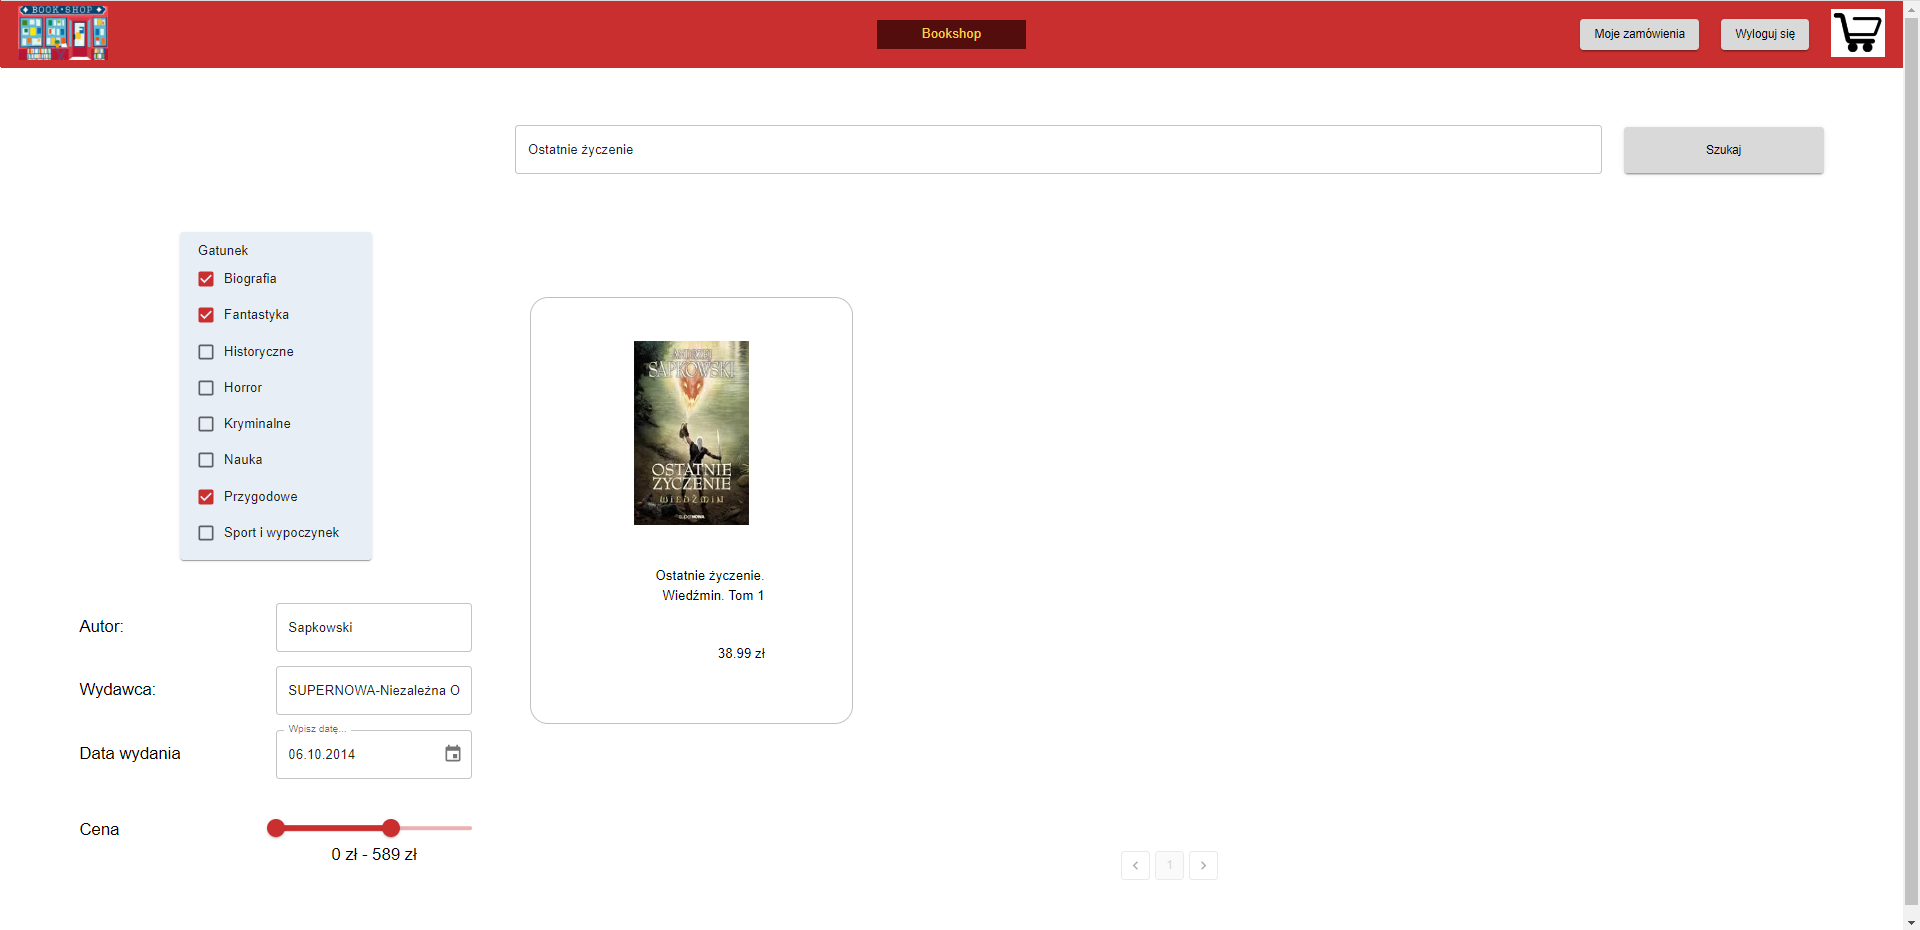 BOOK SHOP
Bookshop
Moje zamówienia
Wyloguj się
Ostatnie życzenie
Szukaj
Gatunek
Biografia
Fantastyka
Historyczne
Horror
Kryminalne
Nauka
Przygodowe
Sport i wypoczynek
Autor:
Sapkowski
Wydawca:
SUPERNOWA-Niezależna O
Wpisz datę...
Data wydania
06.10.2014
Cena
0 zł - 589 zł
ANDRZEJ
SAPKOWSKI
OSTATNIE
ŻYCZENIE
WIEDŹMIN
superNOWA
Ostatnie życzenie.
Wiedźmin. Tom 1
38.99 zł
1